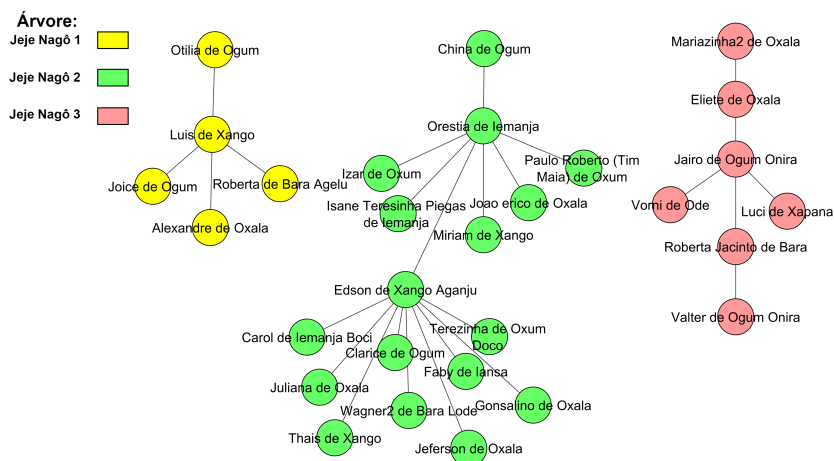 Árvore:
Jeje Nagô 1
Jeje Nagô 2
Jeje Nagô 3
Otilia de Ogum
Luis de Xango
Joice de Ogum
Roberta de Bara Agelu
Alexandre de Oxala
China de Ogum
Orestia de Iemanja
Izar de Oxum
Paulo Roberto (Tim
Maia) de Oxum
Isane Teresinha Piegas
de Iemanja
Joao erico de Oxala
Miriam de Xango
Edson de Xango Aganju
Carol de Iemanja Boci
Terezinha de Oxum
Doco
Clarice de Ogum
Faby de Iansa
Juliana de Oxala
Wagner2 de Bara Lode
Gonsalino de Oxala
Thais de Xango
Jeferson de Oxala
Mariazinha2 de Oxala
Eliete de Oxala
Jairo de Ogum Onira
Vorni de Ode
Luci de Xapana
Roberta Jacinto de Bara
Valter de Ogum Onira